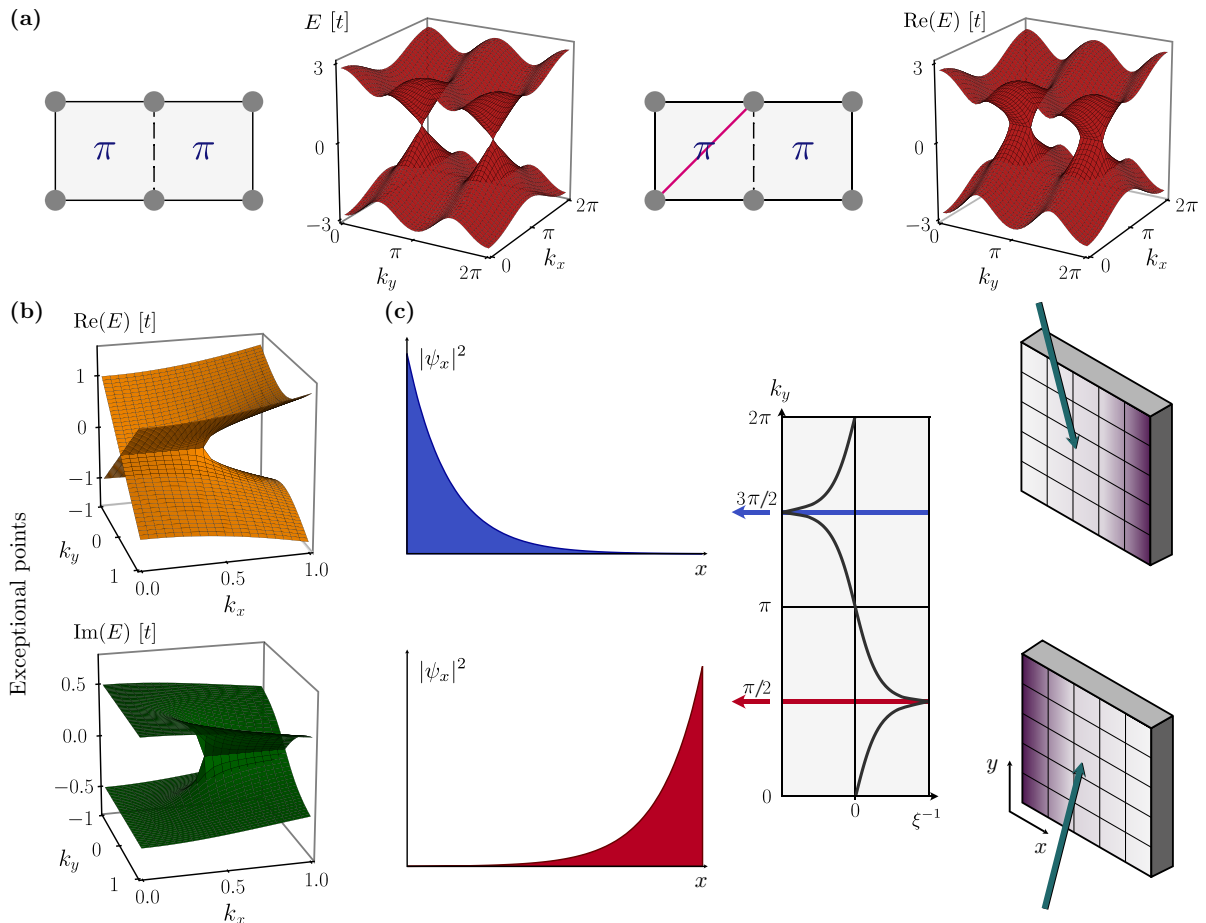 (a)
π π
E [t]
3
0
−3
0
π
2π
k_y
0
π
2π
k_x
π π
Re(E) [t]
3
0
−3
0
π
2π
k_y
0
π
2π
k_x
(b)
Exceptional points
Re(E) [t]
1
0
−1
−1
0
1
k_y
0.0
0.5
1.0
k_x
Im(E) [t]
0.5
0.0
−0.5
−1
0
1
k_y
0.0
0.5
1.0
k_x
(c)
|ψ_x|²
x
|ψ_x|²
x
k_y
2π
3π/2
π
π/2
0
0
ξ⁻¹
y
x